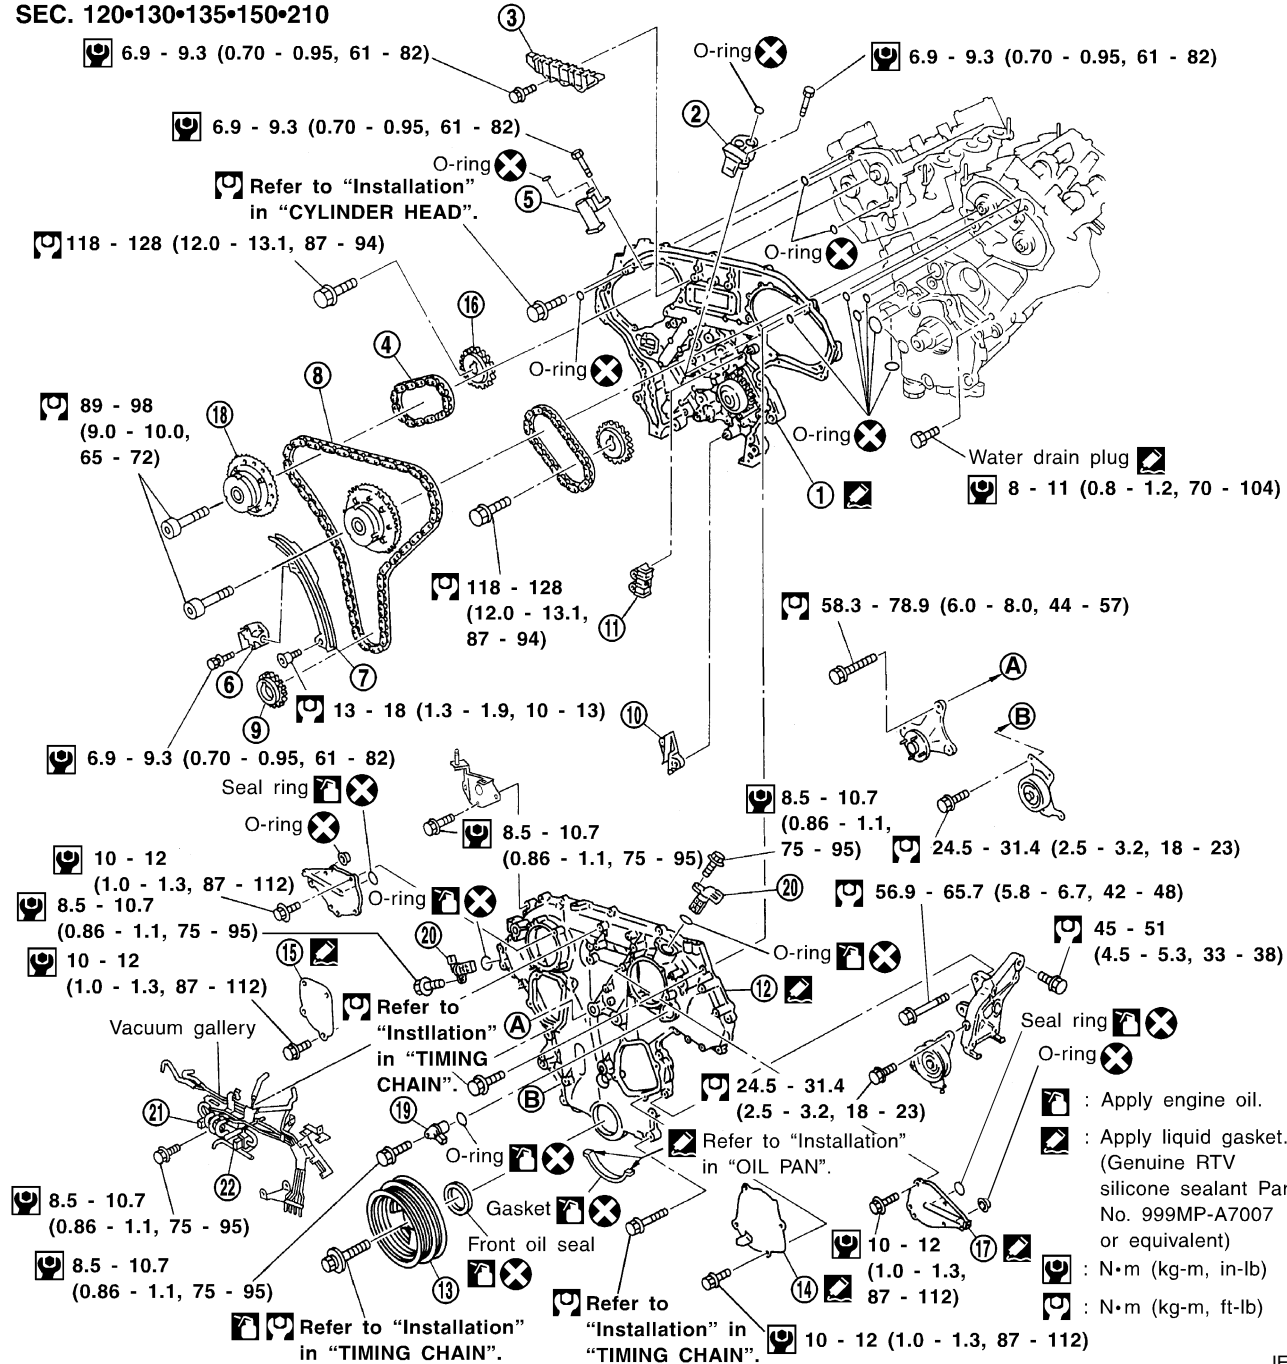 SEC. 120•130•135•150•210
3
6.9 - 9.3 (0.70 - 0.95, 61 - 82)
O-ring
6.9 - 9.3 (0.70 - 0.95, 61 - 82)
2
6.9 - 9.3 (0.70 - 0.95, 61 - 82)
O-ring
5
Refer to “Installation”
in “CYLINDER HEAD”.
118 - 128 (12.0 - 13.1, 87 - 94)
O-ring
16
4
8
O-ring
18
89 - 98
(9.0 - 10.0,
65 - 72)
O-ring
Water drain plug
8 - 11 (0.8 - 1.2, 70 - 104)
1
118 - 128
(12.0 - 13.1,
87 - 94)
11
58.3 - 78.9 (6.0 - 8.0, 44 - 57)
A
6
7
9
13 - 18 (1.3 - 1.9, 10 - 13)
10
B
6.9 - 9.3 (0.70 - 0.95, 61 - 82)
Seal ring
O-ring
8.5 - 10.7
(0.86 - 1.1,
75 - 95)
8.5 - 10.7
(0.86 - 1.1, 75 - 95)
24.5 - 31.4 (2.5 - 3.2, 18 - 23)
10 - 12
(1.0 - 1.3, 87 - 112)
O-ring
20
56.9 - 65.7 (5.8 - 6.7, 42 - 48)
8.5 - 10.7
(0.86 - 1.1, 75 - 95)
20
45 - 51
(4.5 - 5.3, 33 - 38)
O-ring
10 - 12
(1.0 - 1.3, 87 - 112)
15
12
Refer to
“Instllation”
in “TIMING
CHAIN”.
A
Vacuum gallery
Seal ring
O-ring
B
24.5 - 31.4
(2.5 - 3.2, 18 - 23)
21
19
22
O-ring
Refer to “Installation”
in “OIL PAN”.
: Apply engine oil.
: Apply liquid gasket.
(Genuine RTV
silicone sealant Par
No. 999MP-A7007
or equivalent)
: N•m (kg-m, in-lb)
: N•m (kg-m, ft-lb)
8.5 - 10.7
(0.86 - 1.1, 75 - 95)
Gasket
Front oil seal
8.5 - 10.7
(0.86 - 1.1, 75 - 95)
13
14
10 - 12
(1.0 - 1.3,
87 - 112)
17
Refer to “Installation”
in “TIMING CHAIN”.
Refer to
“Installation” in
“TIMING CHAIN”.
10 - 12 (1.0 - 1.3, 87 - 112)